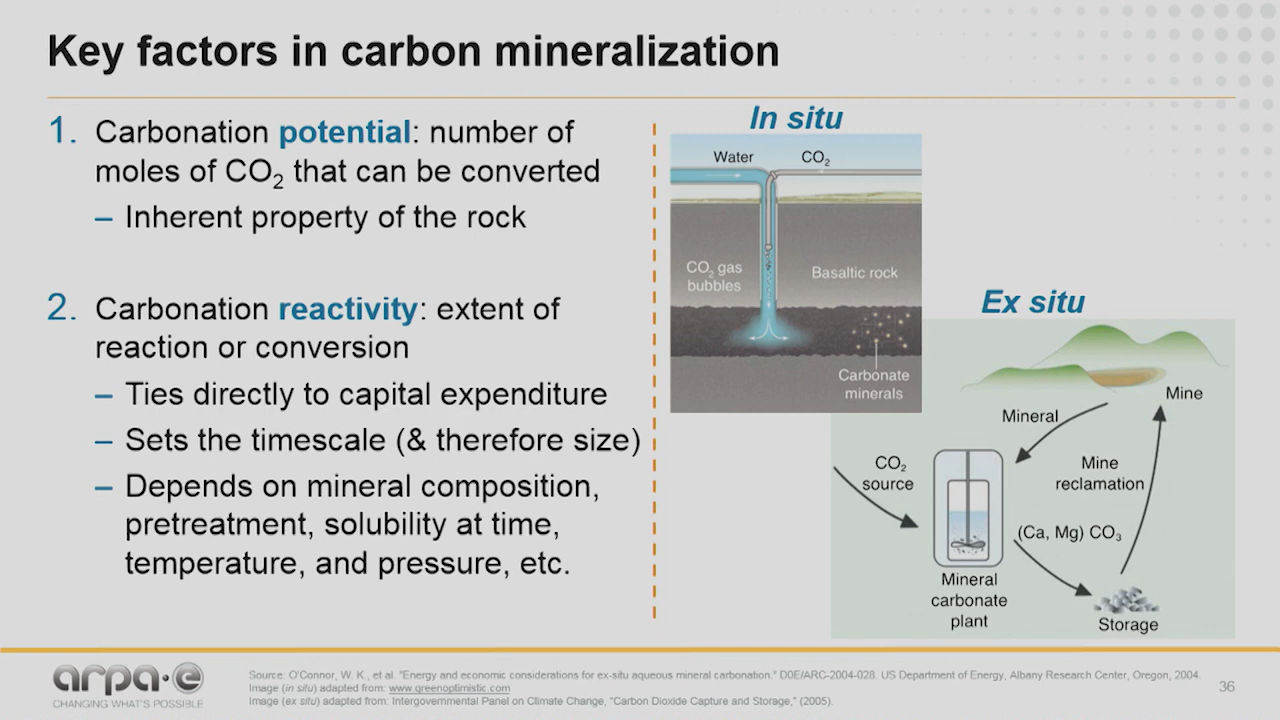 Key factors in carbon mineralization
1. Carbonation potential: number of
moles of CO₂ that can be converted
– Inherent property of the rock
2. Carbonation reactivity: extent of
reaction or conversion
– Ties directly to capital expenditure
– Sets the timescale (& therefore size)
– Depends on mineral composition,
pretreatment, solubility at time,
temperature, and pressure, etc.
In situ
Water CO₂
CO₂ gas
bubbles
Basaltic rock
Carbonate
minerals
Ex situ
Mine
Mineral
CO₂
source
Mine
reclamation
(Ca, Mg) CO₃
Mineral
carbonate
plant
Storage
arpa·e
CHANGING WHAT'S POSSIBLE
Source: O'Connor, W. K., et al. "Energy and economic considerations for ex-situ aqueous mineral carbonation." D0E/ARC-2004-028. US Department of Energy, Albany Research Center, Oregon, 2004.
Image (in situ) adapted from: www.greenoptimistic.com
Image (ex situ) adapted from: Intergovernmental Panel on Climate Change, "Carbon Dioxide Capture and Storage," (2005).
36